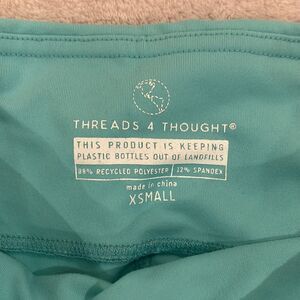 THREADS 4 THOUGHT®
THIS PRODUCT IS KEEPING
PLASTIC BOTTLES OUT OF LANDFILLS
88% RECYCLED POLYESTER | 12% SPANDEX
made in china
XSMALL